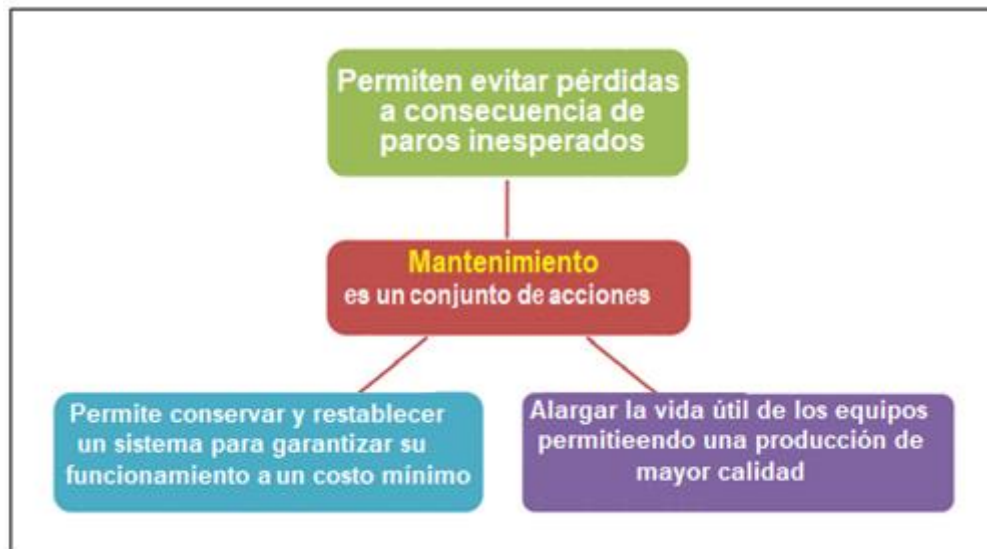 Permiten evitar pérdidas
a consecuencia de
paros inesperados
Mantenimiento
es un conjunto de acciones
Permite conservar y restablecer
un sistema para garantizar su
funcionamiento a un costo mínimo
Alargar la vida útil de los equipos
permitieendo una producción de
mayor calidad